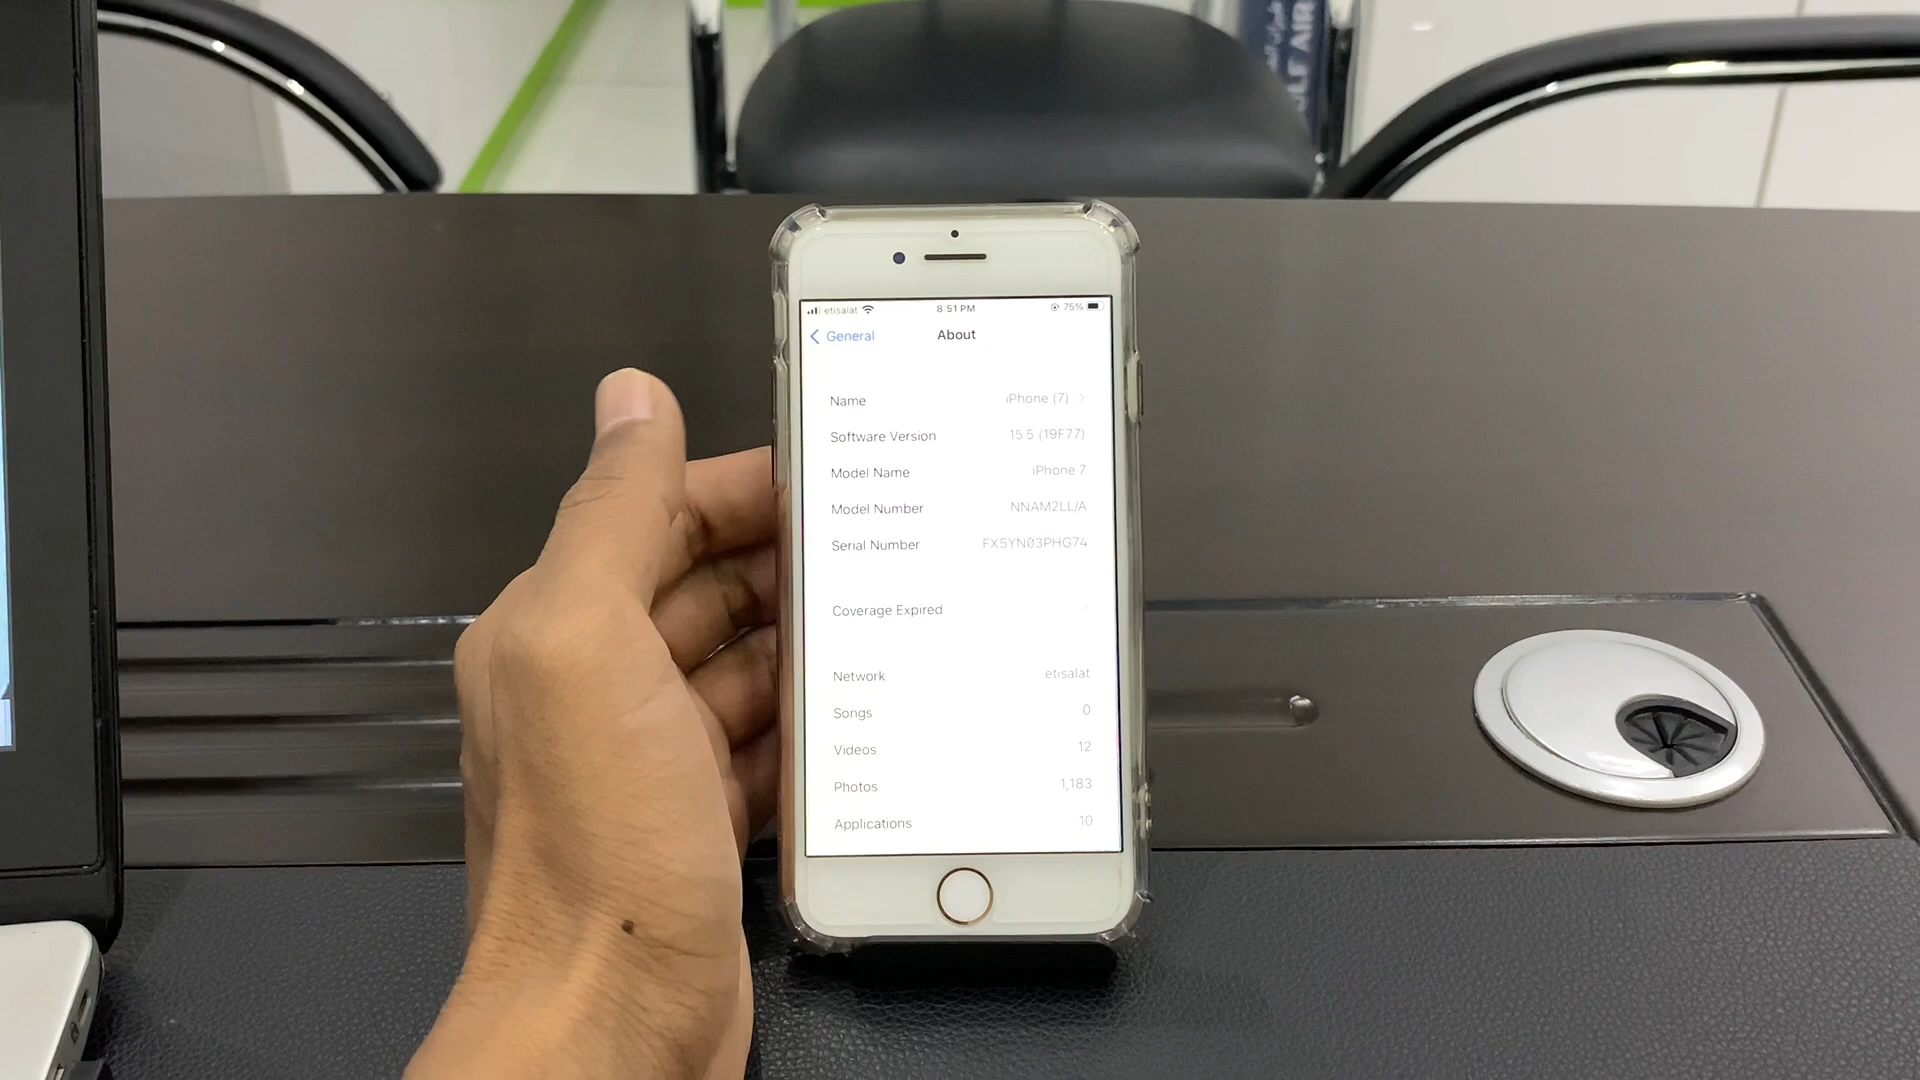 etisalat 8:51 PM 75%
General About
Name iPhone (7)
Software Version 15.5 (19F77)
Model Name iPhone 7
Model Number NNAM2LL/A
Serial Number FX5YN03PHG74
Coverage Expired
Network etisalat
Songs 0
Videos 12
Photos 1,183
Applications 10
AIR